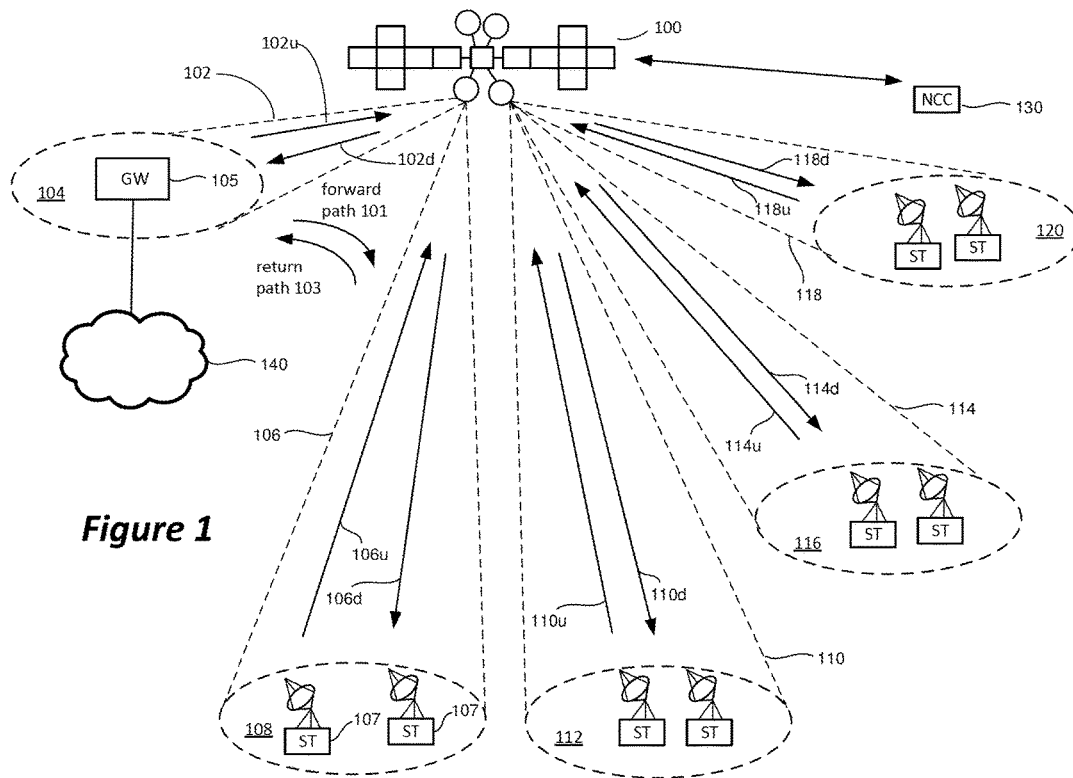 100
102u
102
NCC
130
102d
GW
105
104
118d
118u
forward
path 101
ST
ST
120
return
path 103
118
140
114d
114
106
114u
Figure 1
ST
ST
116
106u
106d
110d
110u
110
107
107
108
ST
ST
112
ST
ST